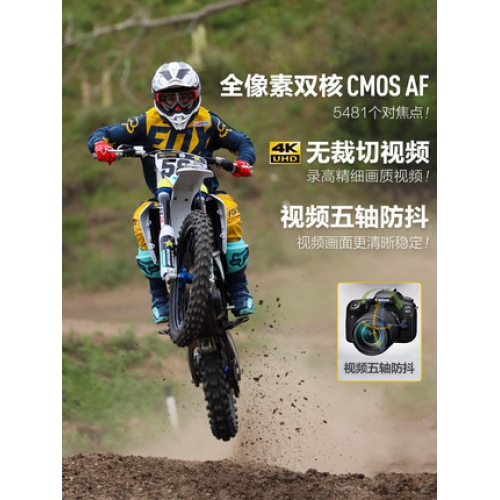 全像素双核 CMOS AF
5481个对焦点!
4K UHD 无裁切视频
录高精细画质视频!
视频五轴防抖
视频画面更清晰稳定!
FOX
Canon
视频五轴防抖